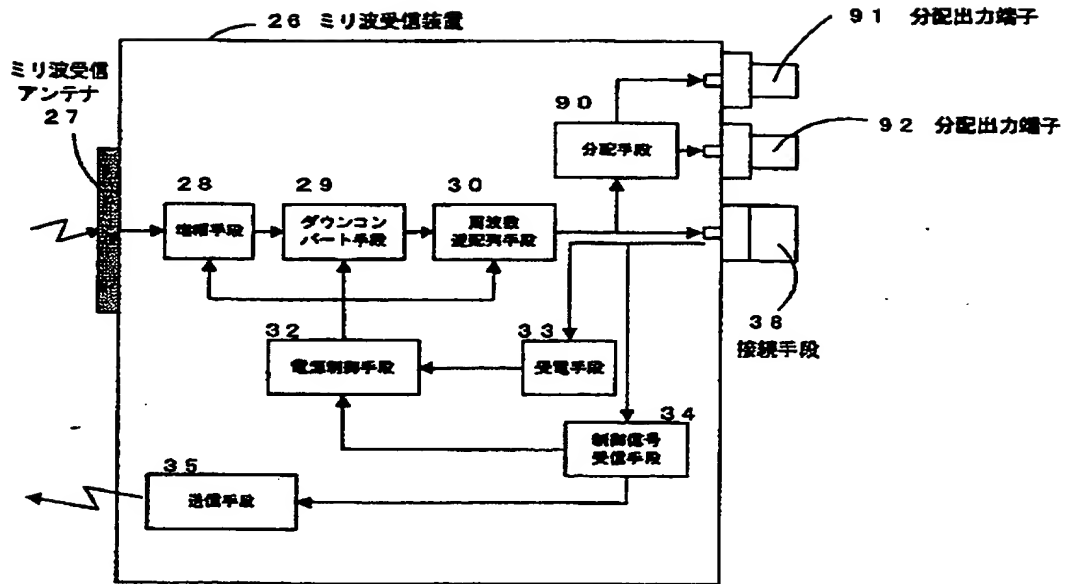 26 ミリ波受信装置
91 分配出力端子
ミリ波受信
アンテナ
27
90
分配手段
92 分配出力端子
28
29
30
増幅手段
ダウンコン
バート手段
周波数
逆配列手段
32
33
38
接続手段
電源制御手段
受電手段
34
制御信号
受信手段
35
送信手段